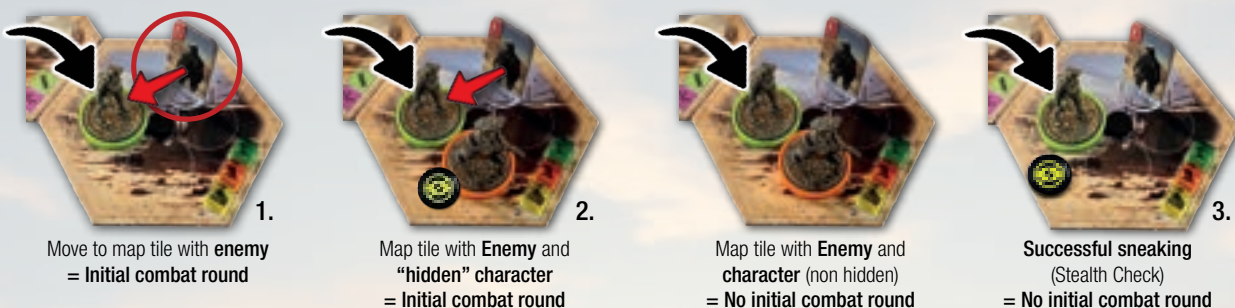 1.
Move to map tile with enemy
= Initial combat round
2.
Map tile with Enemy and
“hidden” character
= Initial combat round
Map tile with Enemy and
character (non hidden)
= No initial combat round
3.
Successful sneaking
(Stealth Check)
= No initial combat round